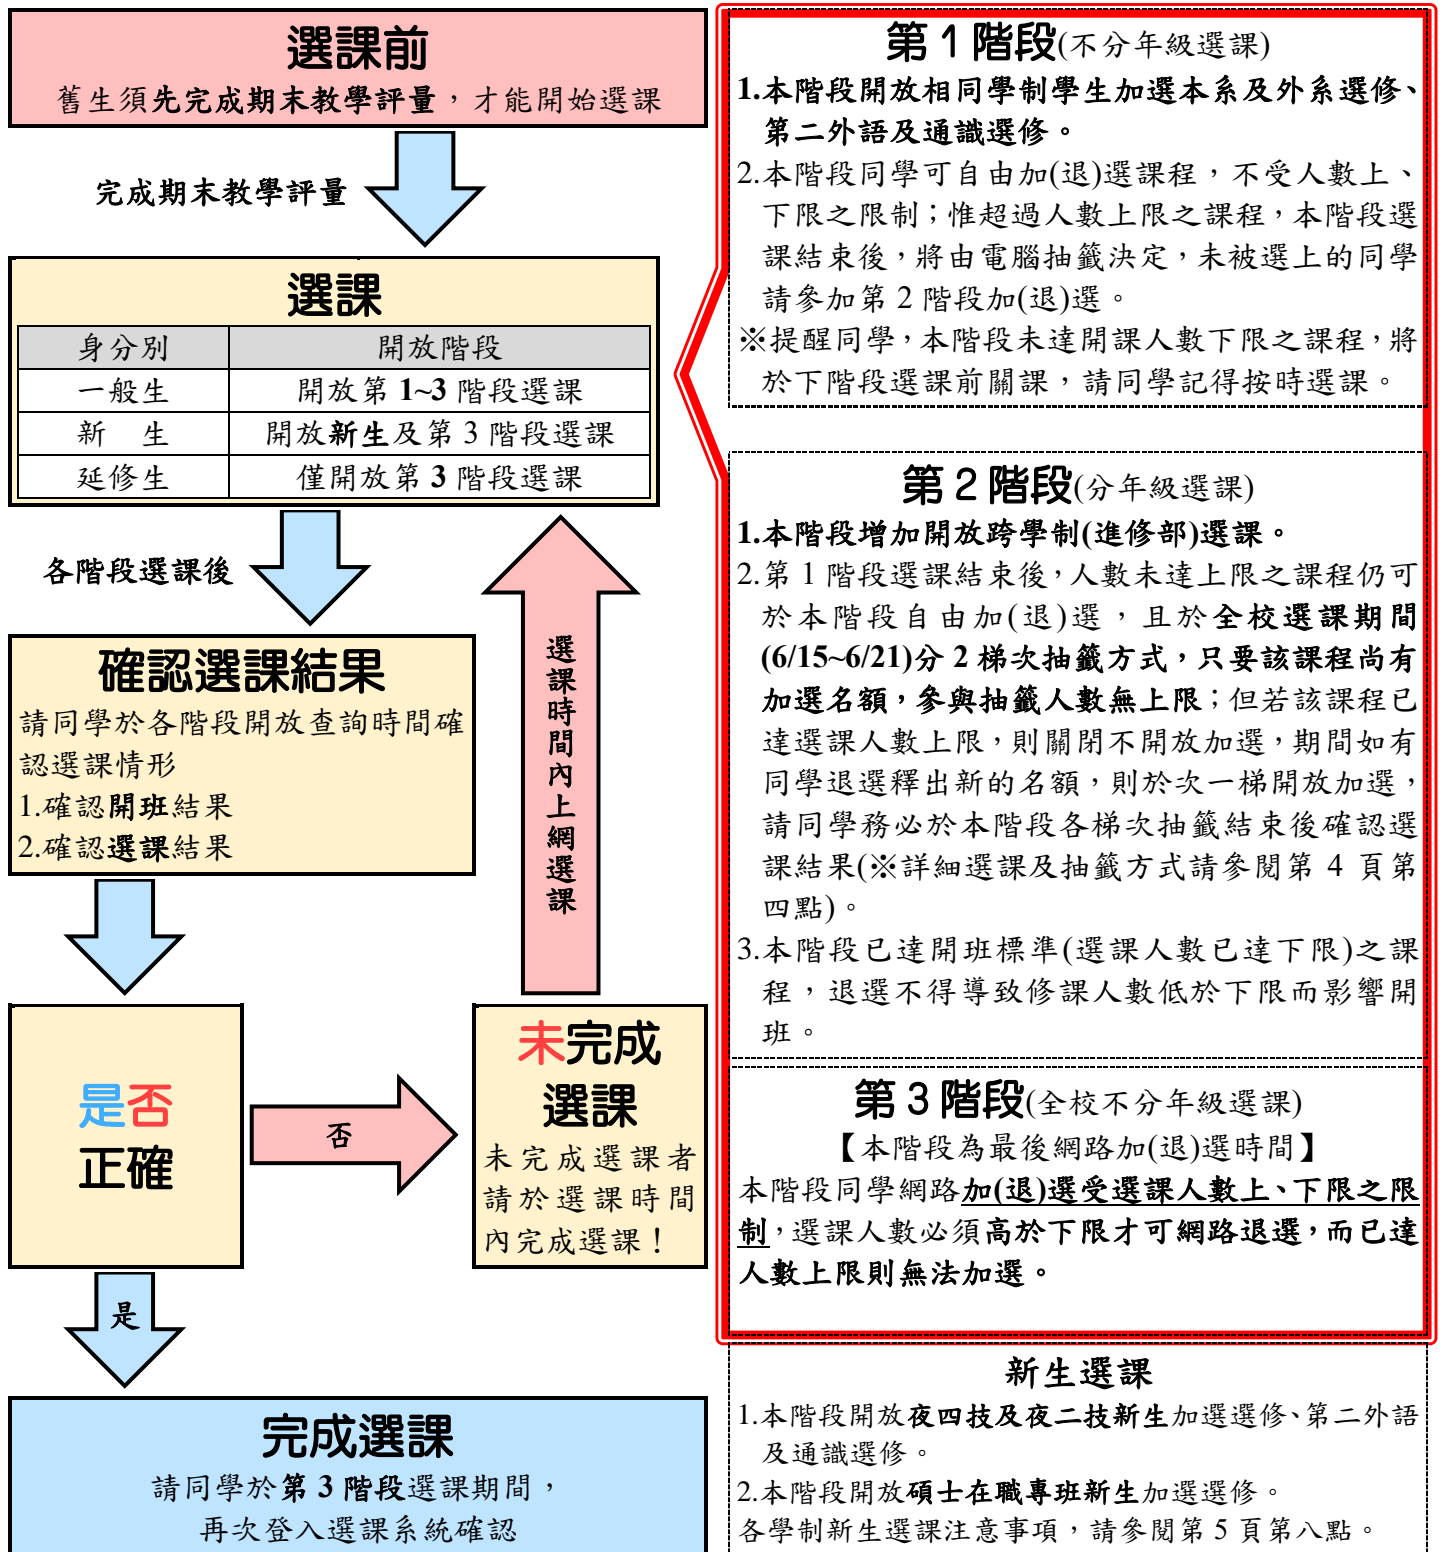 選課前
舊生須先完成期末教學評量，才能開始選課
完成期末教學評量
選課
身分別 開放階段
一般生 開放第 1~3 階段選課
新　生 開放新生及第 3 階段選課
延修生 僅開放第 3 階段選課
各階段選課後
選課時間內上網選課
確認選課結果
請同學於各階段開放查詢時間確
認選課情形
1.確認開班結果
2.確認選課結果
是否
正確
否
未完成
選課
未完成選課者
請於選課時間
內完成選課！
是
完成選課
請同學於第 3 階段選課期間，
再次登入選課系統確認
第 1 階段(不分年級選課)
1.本階段開放相同學制學生加選本系及外系選修、
第二外語及通識選修。
2.本階段同學可自由加(退)選課程，不受人數上、
下限之限制；惟超過人數上限之課程，本階段選
課結束後，將由電腦抽籤決定，未被選上的同學
請參加第 2 階段加(退)選。
※提醒同學，本階段未達開課人數下限之課程，將
於下階段選課前關課，請同學記得按時選課。
第 2 階段(分年級選課)
1.本階段增加開放跨學制(進修部)選課。
2.第 1 階段選課結束後，人數未達上限之課程仍可
於本階段自由加(退)選，且於全校選課期間
(6/15~6/21)分 2 梯次抽籤方式，只要該課程尚有
加選名額，參與抽籤人數無上限；但若該課程已
達選課人數上限，則關閉不開放加選，期間如有
同學退選釋出新的名額，則於次一梯開放加選，
請同學務必於本階段各梯次抽籤結束後確認選
課結果(※詳細選課及抽籤方式請參閱第 4 頁第
四點)。
3.本階段已達開班標準(選課人數已達下限)之課
程，退選不得導致修課人數低於下限而影響開
班。
第 3 階段(全校不分年級選課)
【本階段為最後網路加(退)選時間】
本階段同學網路加(退)選受選課人數上、下限之限
制，選課人數必須高於下限才可網路退選，而已達
人數上限則無法加選。
新生選課
1.本階段開放夜四技及夜二技新生加選選修、第二外語
及通識選修。
2.本階段開放碩士在職專班新生加選選修。
各學制新生選課注意事項，請參閱第 5 頁第八點。